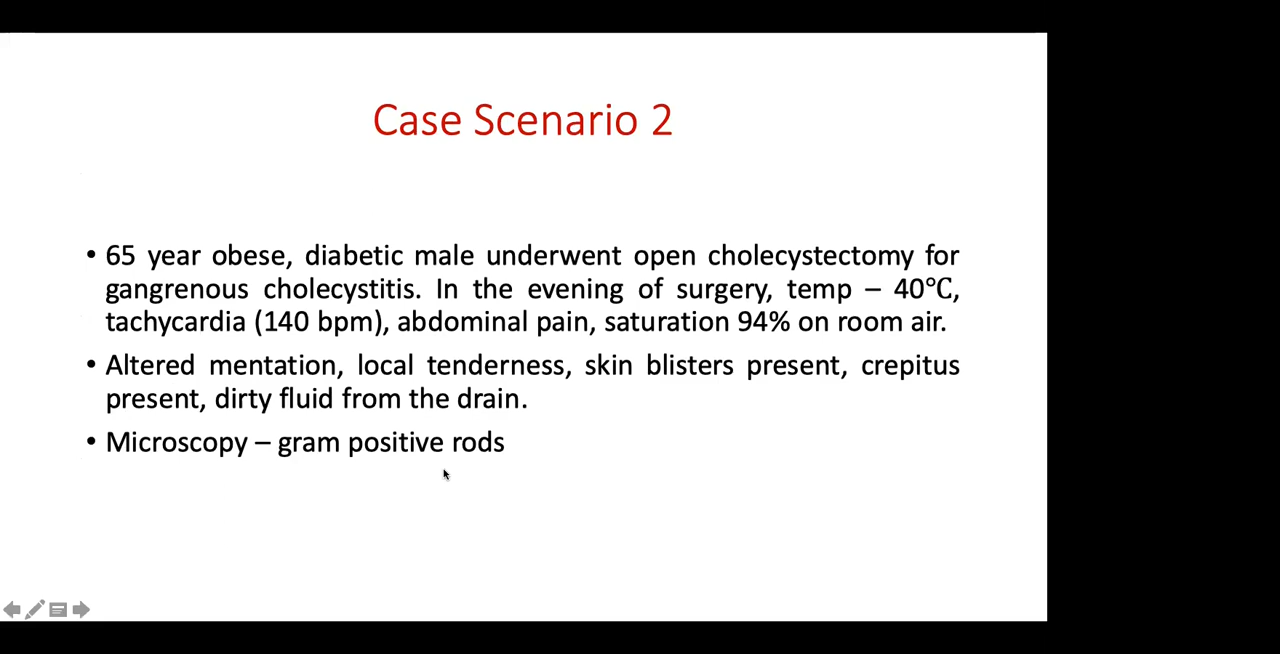 Case Scenario 2
• 65 year obese, diabetic male underwent open cholecystectomy for
gangrenous cholecystitis. In the evening of surgery, temp – 40℃,
tachycardia (140 bpm), abdominal pain, saturation 94% on room air.
• Altered mentation, local tenderness, skin blisters present, crepitus
present, dirty fluid from the drain.
• Microscopy – gram positive rods